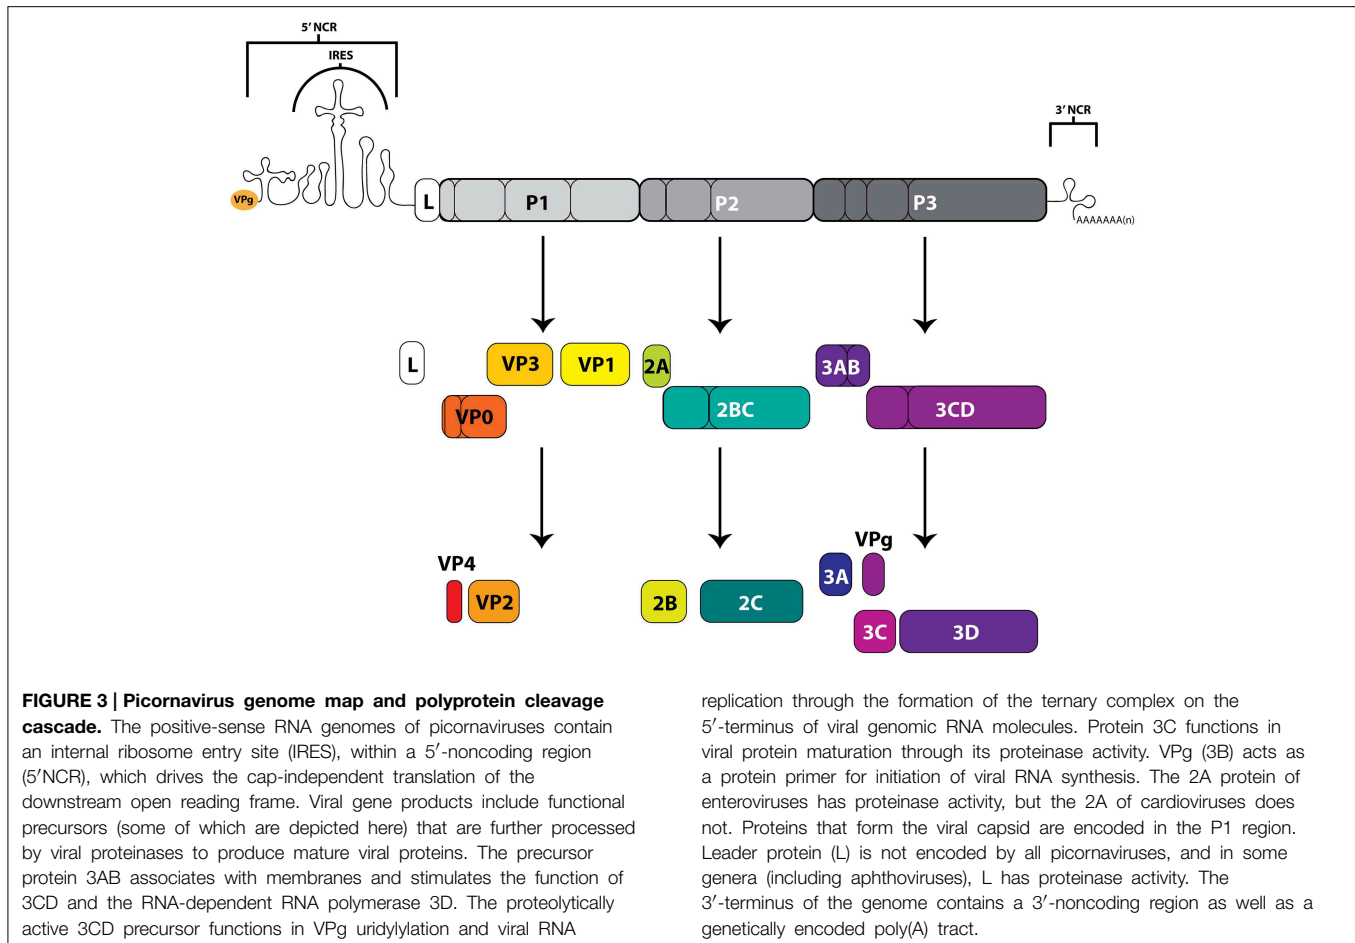 5′ NCR
IRES
3′ NCR
VPg
L
P1
P2
P3
AAAAAAA(n)
L
VP3
VP1
2A
3AB
VP0
2BC
3CD
VPg
VP4
3A
VP2
2B
2C
3C
3D
FIGURE 3 | Picornavirus genome map and polyprotein cleavage
cascade. The positive-sense RNA genomes of picornaviruses contain
an internal ribosome entry site (IRES), within a 5′-noncoding region
(5′NCR), which drives the cap-independent translation of the
downstream open reading frame. Viral gene products include functional
precursors (some of which are depicted here) that are further processed
by viral proteinases to produce mature viral proteins. The precursor
protein 3AB associates with membranes and stimulates the function of
3CD and the RNA-dependent RNA polymerase 3D. The proteolytically
active 3CD precursor functions in VPg uridylylation and viral RNA
replication through the formation of the ternary complex on the
5′-terminus of viral genomic RNA molecules. Protein 3C functions in
viral protein maturation through its proteinase activity. VPg (3B) acts as
a protein primer for initiation of viral RNA synthesis. The 2A protein of
enteroviruses has proteinase activity, but the 2A of cardioviruses does
not. Proteins that form the viral capsid are encoded in the P1 region.
Leader protein (L) is not encoded by all picornaviruses, and in some
genera (including aphthoviruses), L has proteinase activity. The
3′-terminus of the genome contains a 3′-noncoding region as well as a
genetically encoded poly(A) tract.